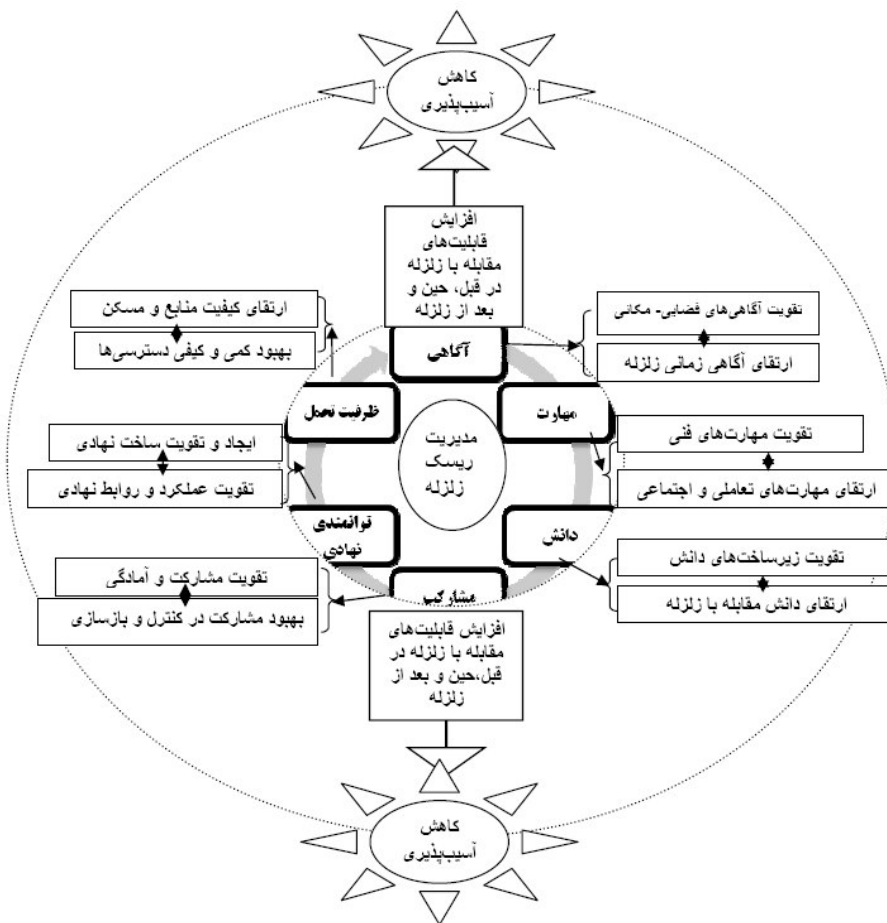 کاهش
آسیب‌پذیری
افزایش
قابلیت‌های
مقابله با زلزله
در قبل، حین و
بعد از زلزله
تقویت آگاهی‌های فضایی- مکانی
ارتقای آگاهی زمانی زلزله
ارتقای کیفیت منابع و مسکن
بهبود کمی و کیفی دسترسی‌ها
آگاهی
مهارت
ظرفیت تحمل
مدیریت
ریسک
زلزله
تقویت مهارت‌های فنی
ارتقای مهارت‌های تعاملی و اجتماعی
ایجاد و تقویت ساخت نهادی
تقویت عملکرد و روابط نهادی
دانش
توانمندی
نهادی
تقویت زیرساخت‌های دانش
ارتقای دانش مقابله با زلزله
تقویت مشارکت و آمادگی
بهبود مشارکت در کنترل و بازسازی
مشارکت
افزایش قابلیت‌های
مقابله با زلزله در
قبل،حین و بعد از
زلزله
کاهش
آسیب‌پذیری